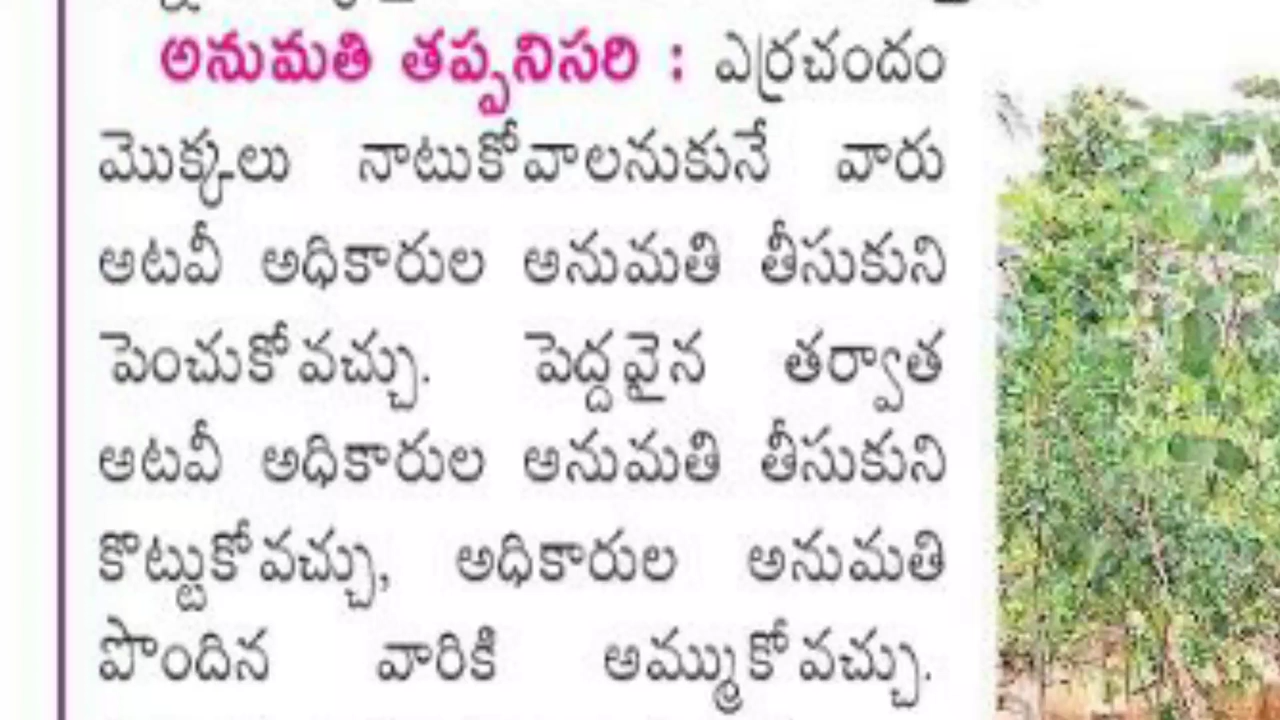 అనుమతి తప్పనిసరి : ఎర్రచందం
మొక్కలు నాటుకోవాలనుకునే వారు
అటవీ అధికారుల అనుమతి తీసుకుని
పెంచుకోవచ్చు. పెద్దవైన తర్వాత
అటవీ అధికారుల అనుమతి తీసుకుని
కొట్టుకోవచ్చు, అధికారుల అనుమతి
పొందిన వారికి అమ్ముకోవచ్చు.